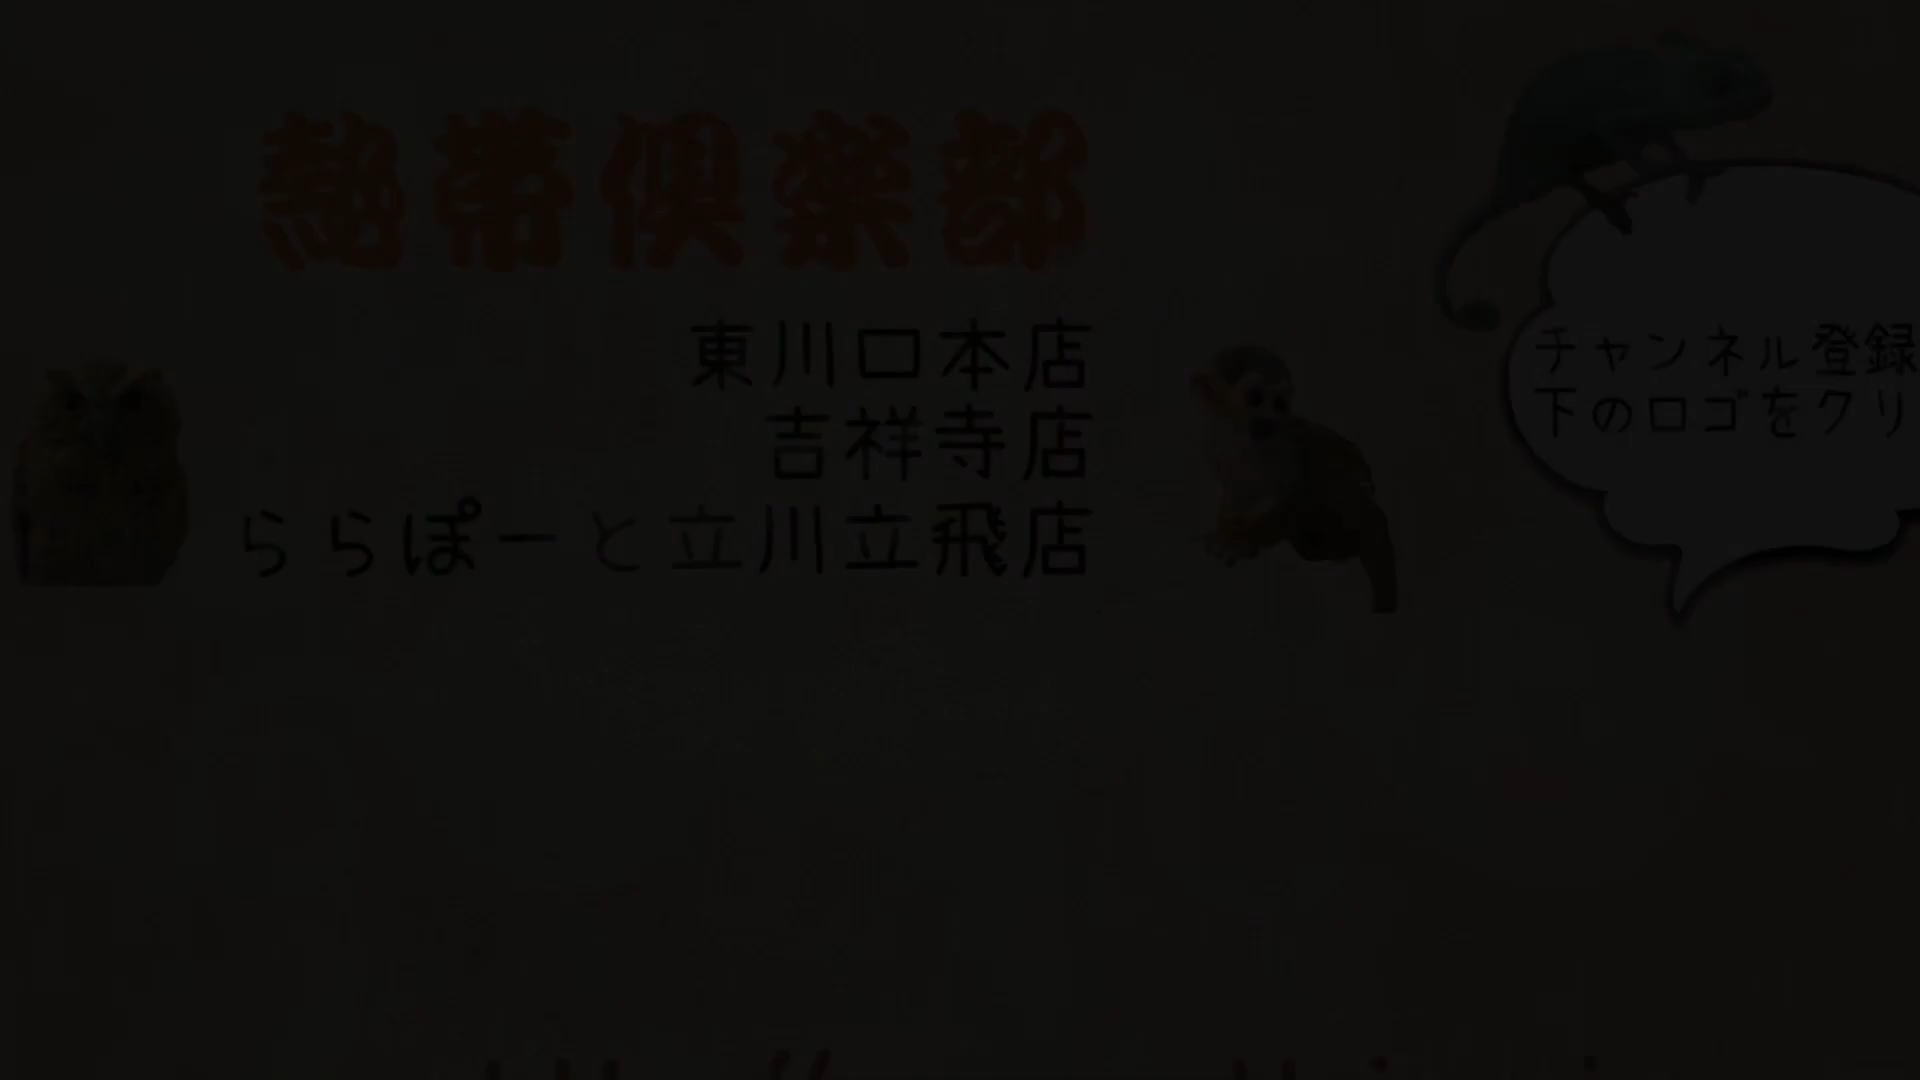 熱帯倶楽部
東川口本店
吉祥寺店
ららぽーと立川立飛店
チャンネル登録
下のロゴをクリ